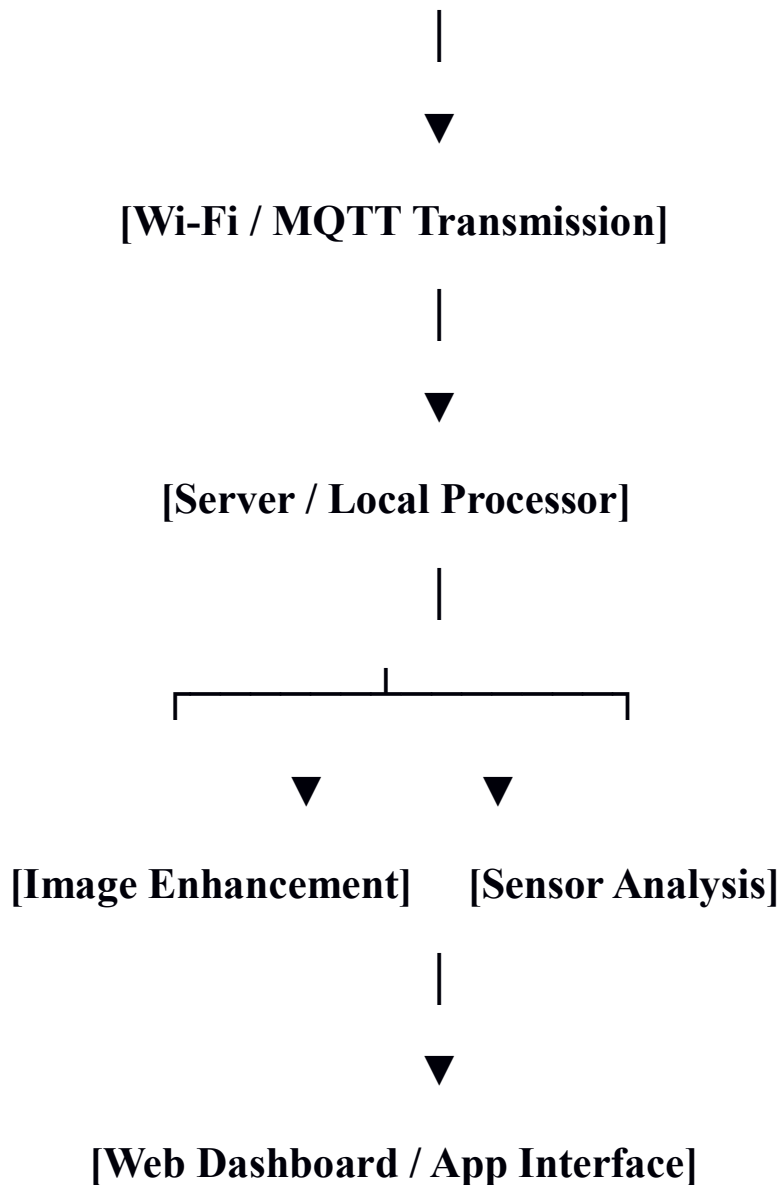 [Wi-Fi / MQTT Transmission]
[Server / Local Processor]
[Image Enhancement] [Sensor Analysis]
[Web Dashboard / App Interface]